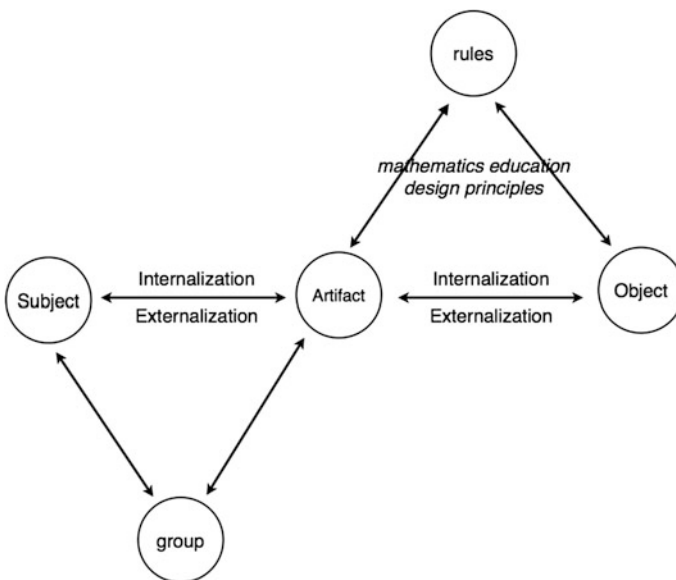 rules
mathematics education
design principles
Internalization
Internalization
Subject
Artifact
Object
Externalization
Externalization
group